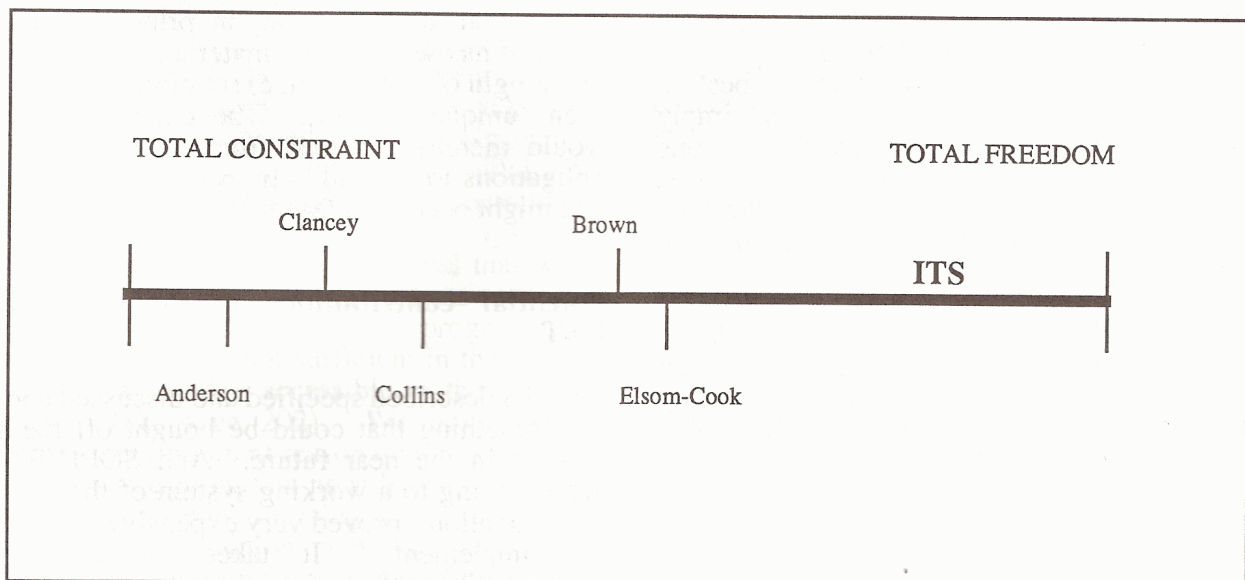 TOTAL CONSTRAINT
TOTAL FREEDOM
Clancey
Brown
ITS
Anderson
Collins
Elsom-Cook